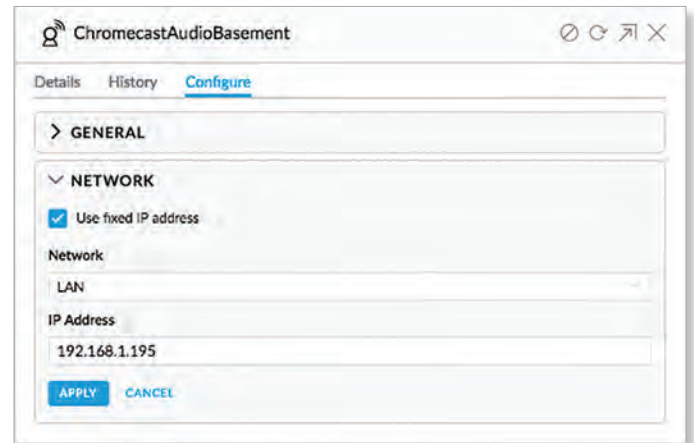 ChromecastAudioBasement
Details History Configure
GENERAL
NETWORK
Use fixed IP address
Network
LAN
IP Address
192.168.1.195
APPLY CANCEL